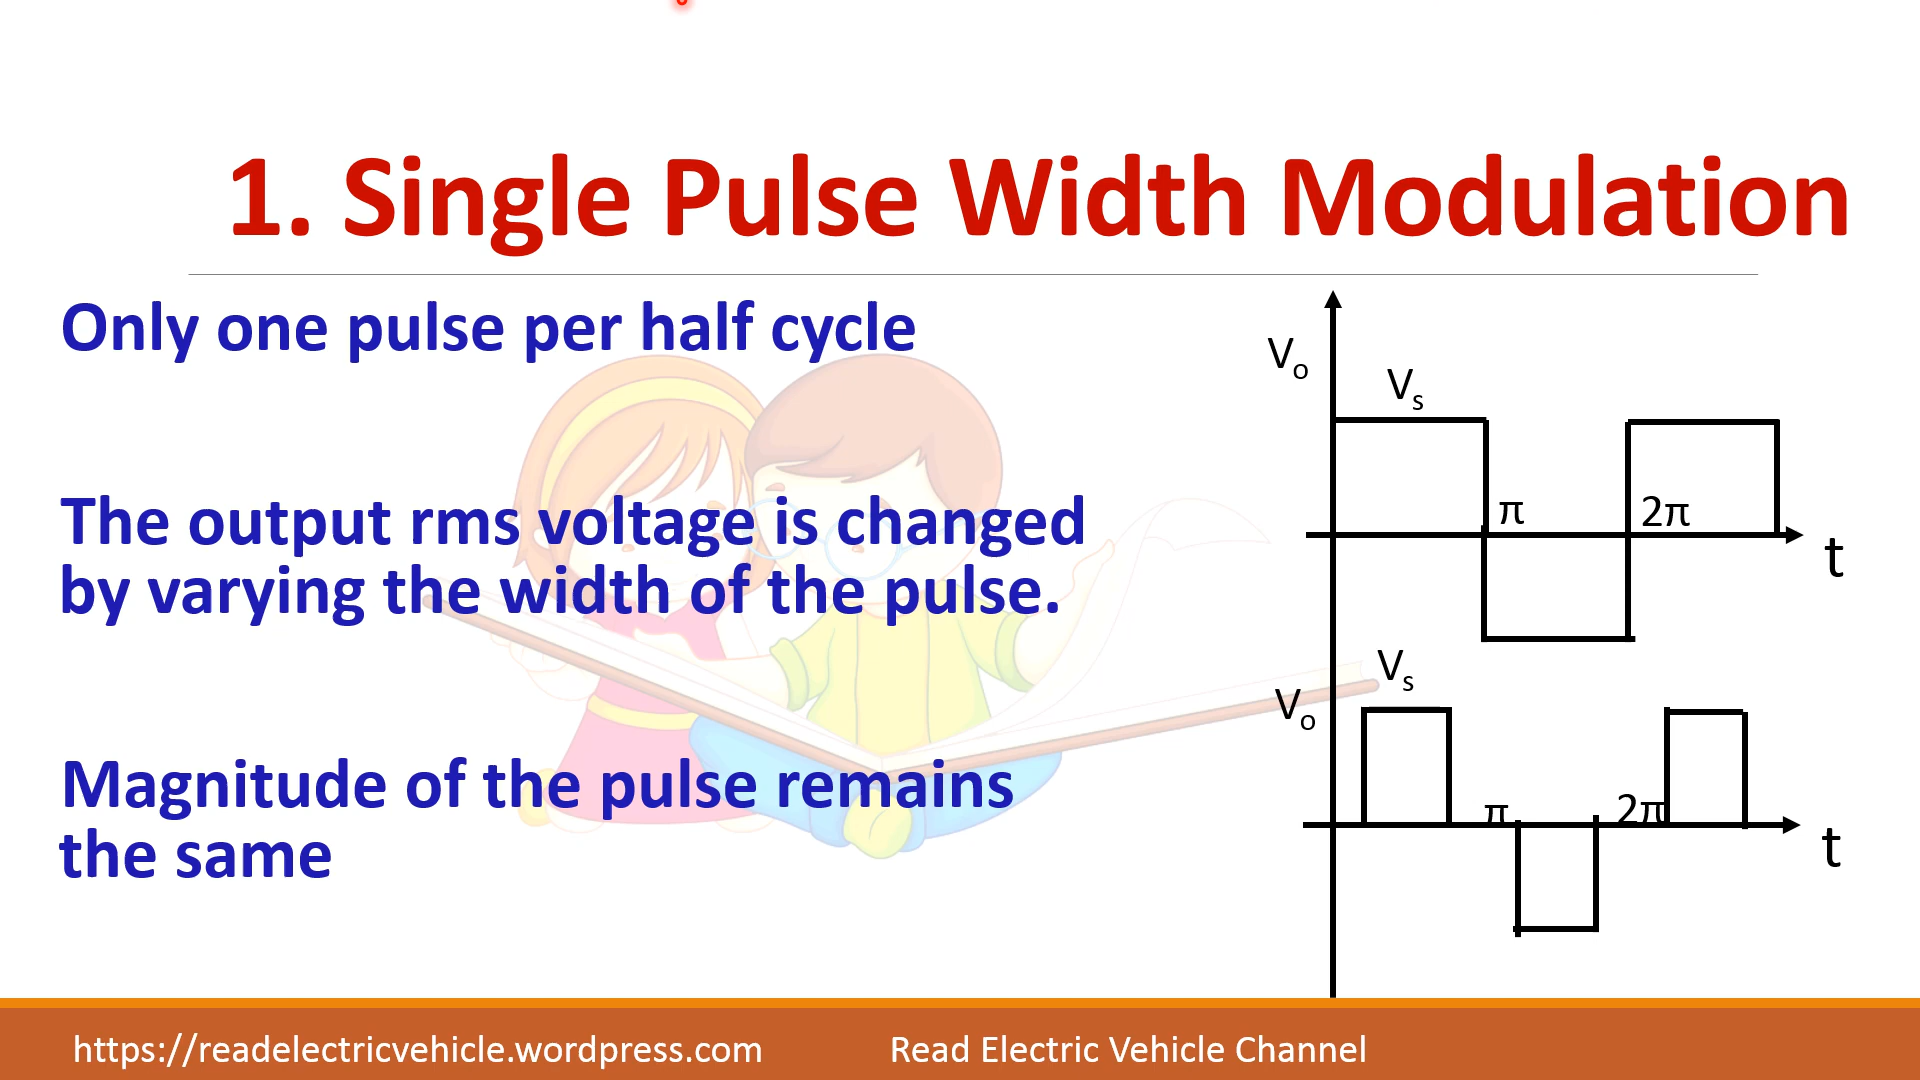 1. Single Pulse Width Modulation
Only one pulse per half cycle
The output rms voltage is changed
by varying the width of the pulse.
Magnitude of the pulse remains
the same
Vo
Vs
π
2π
t
Vs
Vo
π
2π
t
https://readelectricvehicle.wordpress.com
Read Electric Vehicle Channel